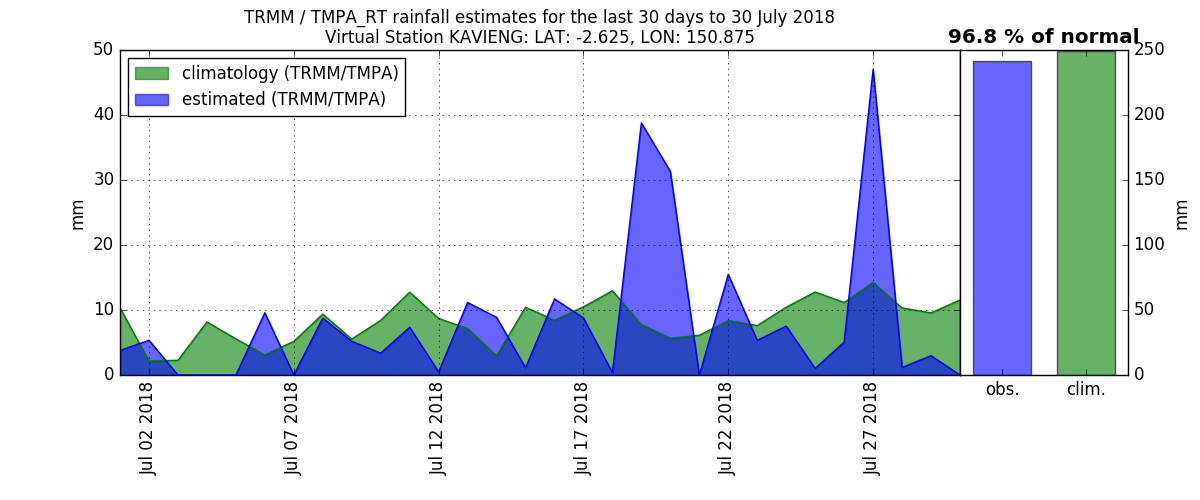 TRMM / TMPA_RT rainfall estimates for the last 30 days to 30 July 2018
Virtual Station KAVIENG: LAT: -2.625, LON: 150.875
96.8 % of normal
climatology (TRMM/TMPA)
estimated (TRMM/TMPA)
50
40
30
20
10
0
mm
Jul 02 2018
Jul 07 2018
Jul 12 2018
Jul 17 2018
Jul 22 2018
Jul 27 2018
obs.
clim.
250
200
150
100
50
0
mm